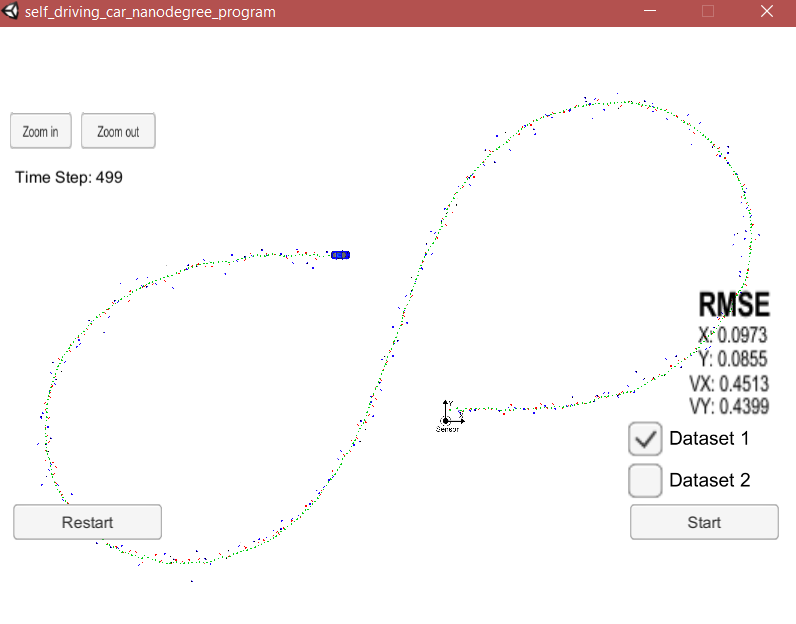 self_driving_car_nanodegree_program
Zoom in
Zoom out
Time Step: 499
RMSE
X: 0.0973
Y: 0.0855
VX: 0.4513
VY: 0.4399
Y
X
Sensor
Dataset 1
Dataset 2
Restart
Start